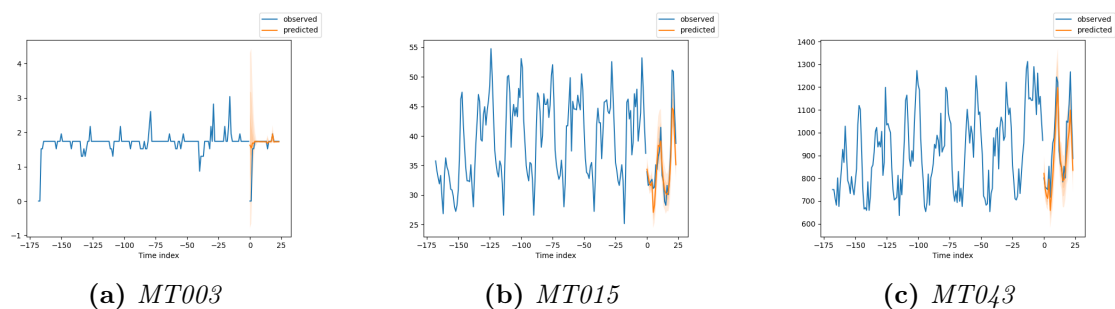 observed
predicted
4
3
2
1
0
−1
−175 −150 −125 −100 −75 −50 −25 0 25
Time index
(a) MT003
observed
predicted
55
50
45
40
35
30
25
−175 −150 −125 −100 −75 −50 −25 0 25
Time index
(b) MT015
observed
predicted
1400
1300
1200
1100
1000
900
800
700
600
−175 −150 −125 −100 −75 −50 −25 0 25
Time index
(c) MT043